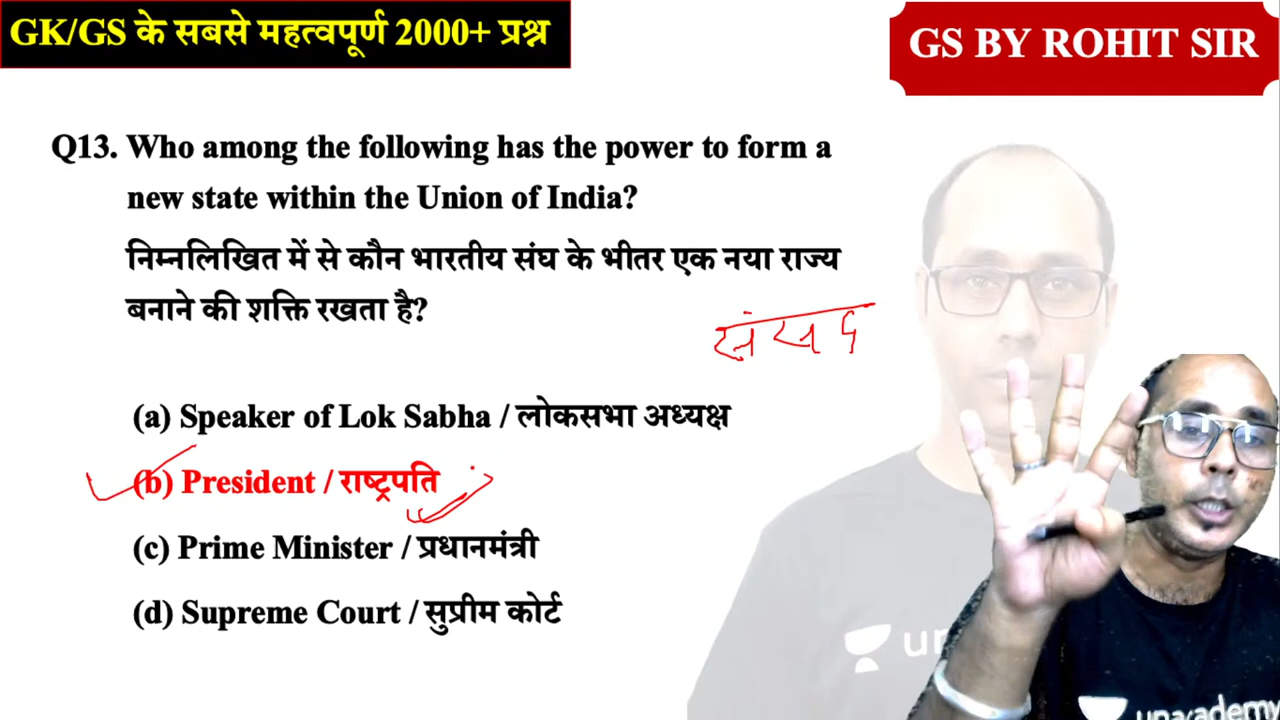 GK/GS के सबसे महत्वपूर्ण 2000+ प्रश्न
GS BY ROHIT SIR
Q13. Who among the following has the power to form a
new state within the Union of India?
निम्नलिखित में से कौन भारतीय संघ के भीतर एक नया राज्य
बनाने की शक्ति रखता है?
संसद
(a) Speaker of Lok Sabha / लोकसभा अध्यक्ष
(b) President / राष्ट्रपति
(c) Prime Minister / प्रधानमंत्री
(d) Supreme Court / सुप्रीम कोर्ट
un
unacademy